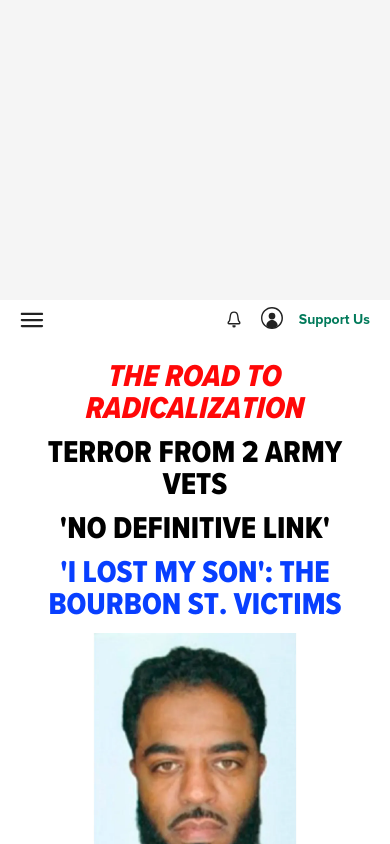 Support Us
THE ROAD TO
RADICALIZATION
TERROR FROM 2 ARMY
VETS
'NO DEFINITIVE LINK'
'I LOST MY SON': THE
BOURBON ST. VICTIMS